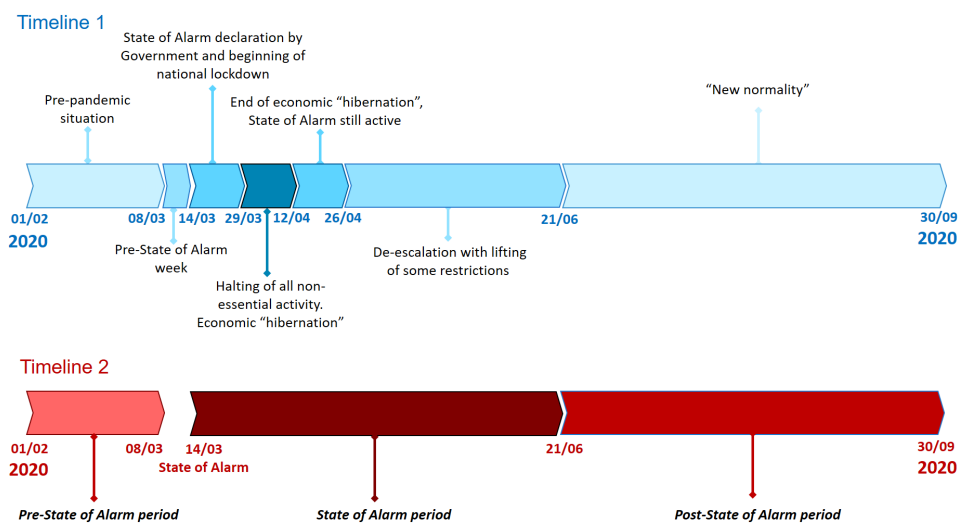 Timeline 1
State of Alarm declaration by
Government and beginning of
national lockdown
Pre-pandemic
situation
End of economic “hibernation”,
State of Alarm still active
“New normality”
01/02
08/03
14/03
29/03
12/04
26/04
21/06
30/09
2020
2020
Pre-State of Alarm
week
De-escalation with lifting
of some restrictions
Halting of all non-
essential activity.
Economic “hibernation”
Timeline 2
01/02
08/03
14/03
21/06
30/09
2020
State of Alarm
2020
Pre-State of Alarm period
State of Alarm period
Post-State of Alarm period